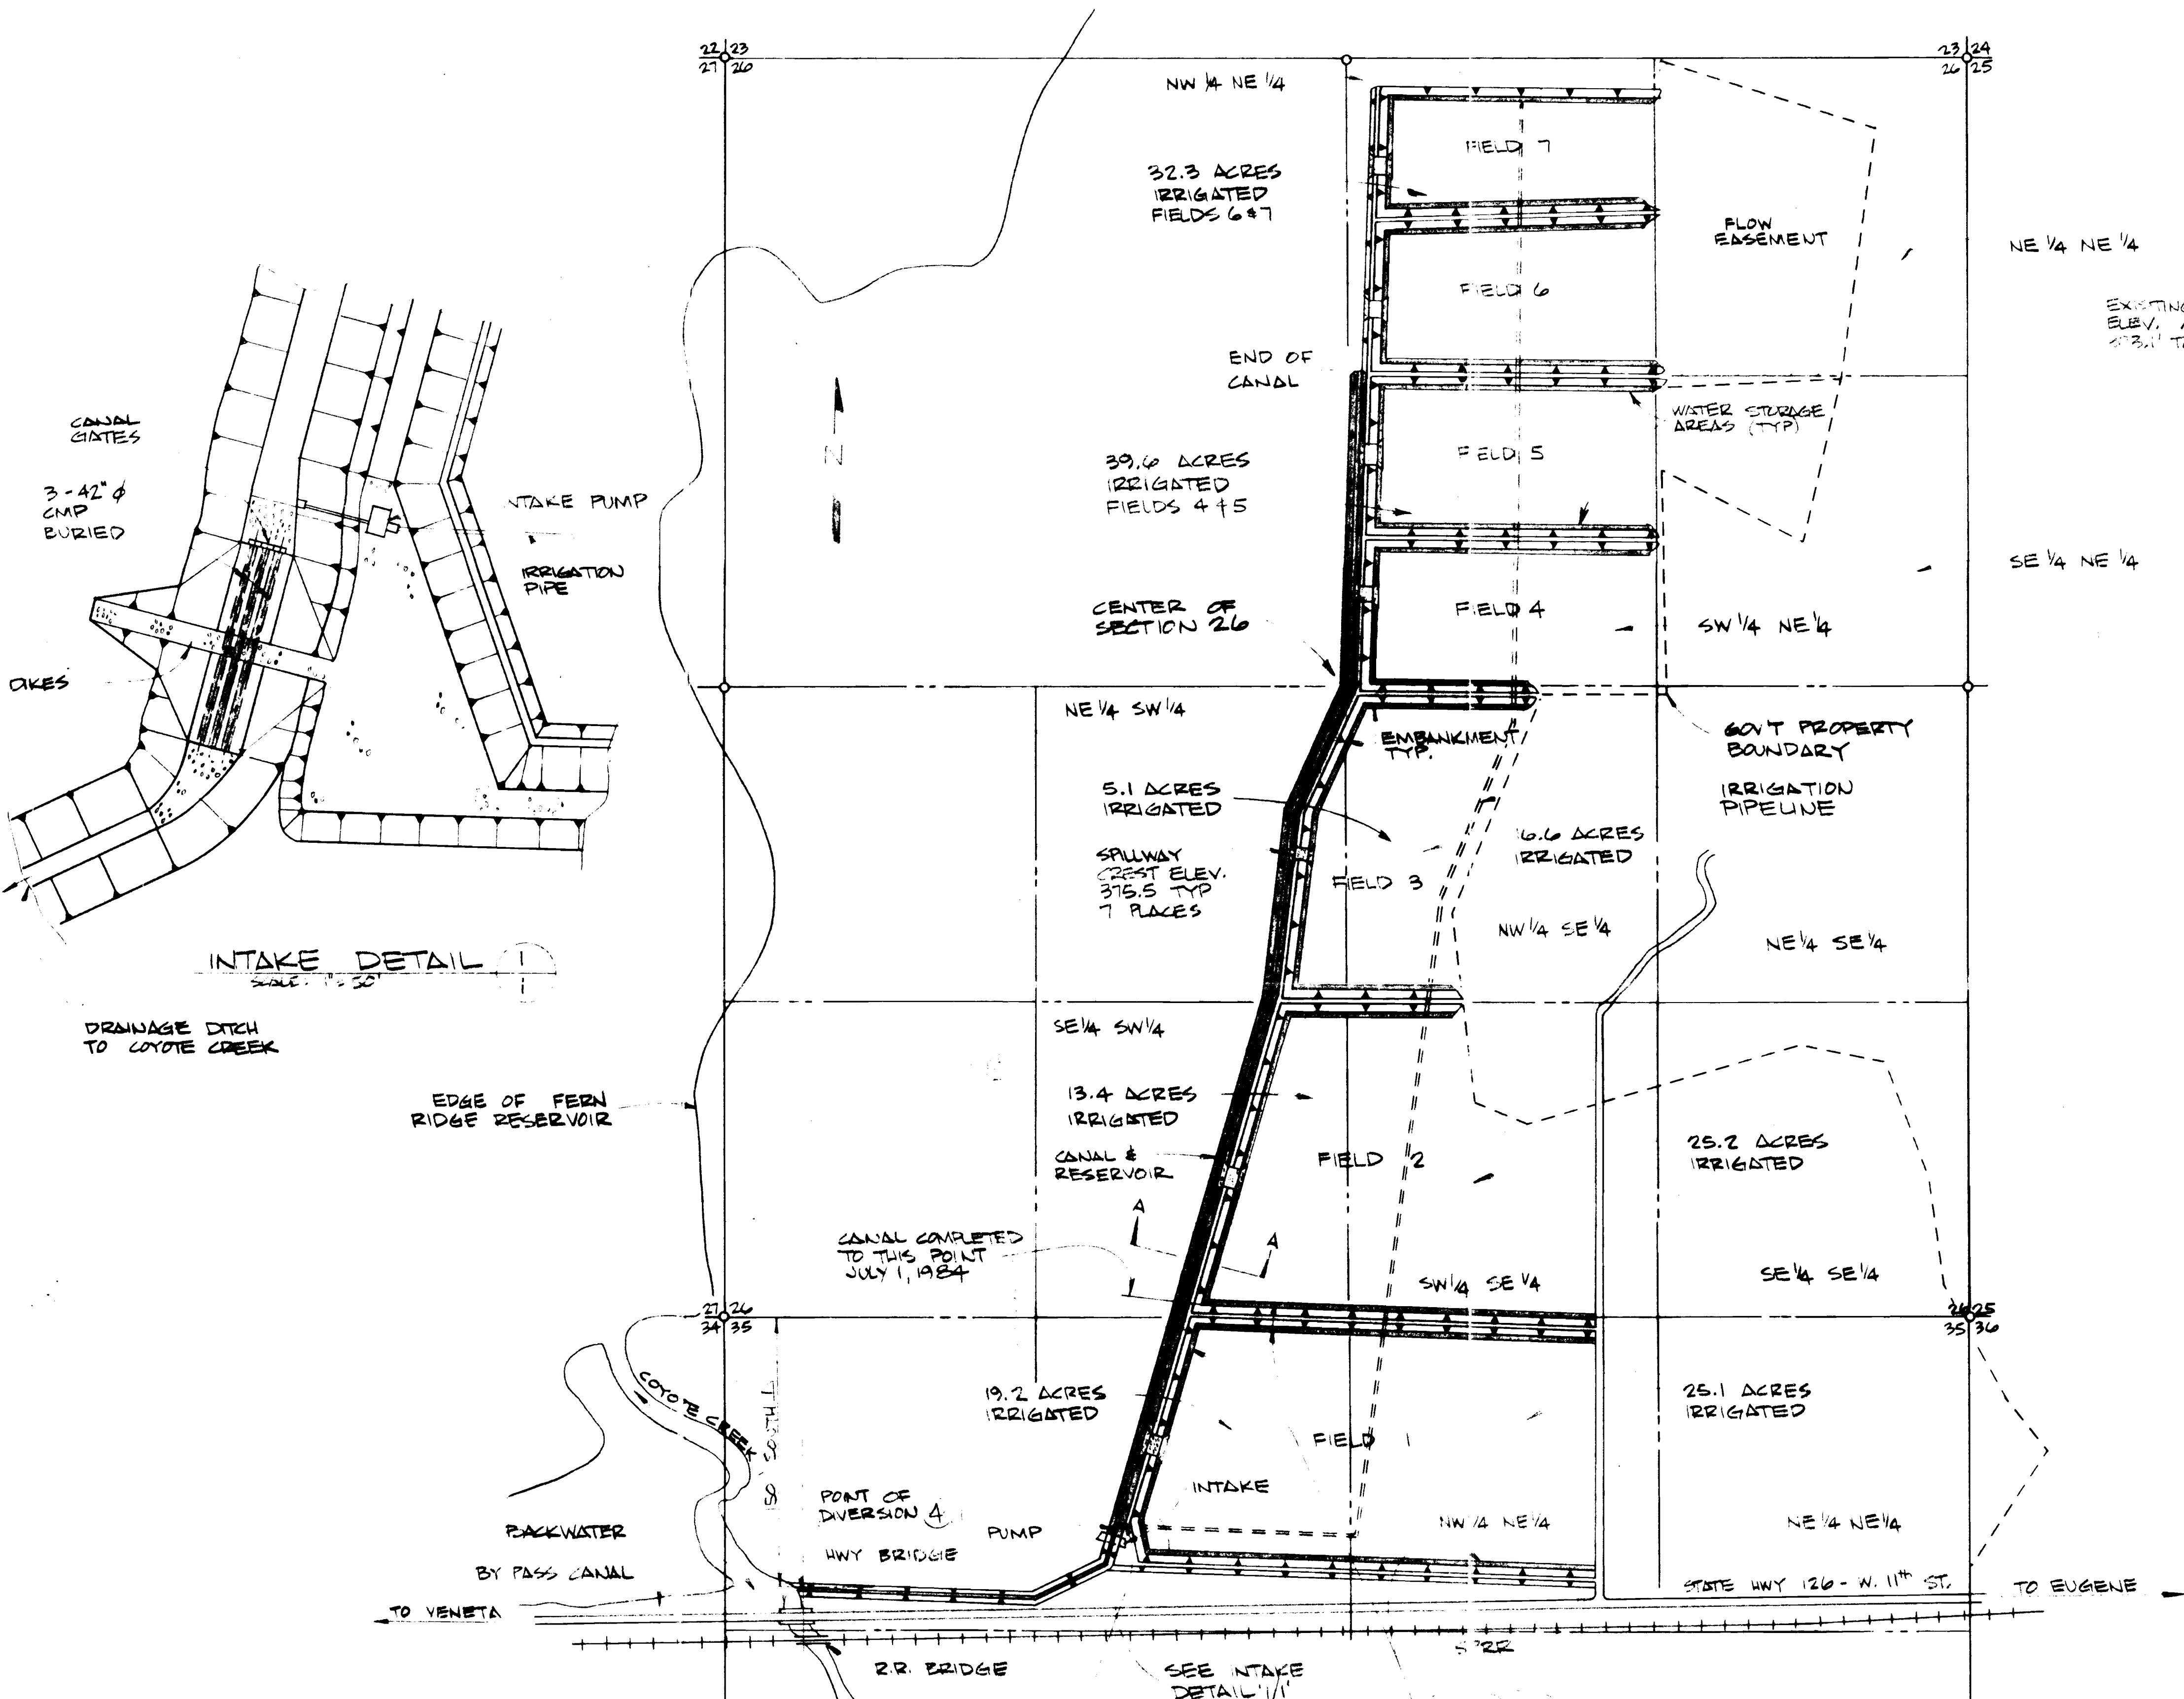 22 23
27 26
23 24
26 25
NW 1/4 NE 1/4
FIELD 7
32.3 ACRES
IRRIGATED
FIELDS 6 & 7
FLOW
EASEMENT
NE 1/4 NE 1/4
FIELD 6
EXISTING
ELEV.
END OF
CANAL
WATER STORAGE
AREAS (TYP)
CANAL
GATES
3-42" ϕ
CMP
BURIED
NTAKE PUMP
IRRIGATION
PIPE
DIKES
N
39.6 ACRES
IRRIGATED
FIELDS 4 & 5
FIELD 5
SE 1/4 NE 1/4
CENTER OF
SECTION 26
FIELD 4
SW 1/4 NE 1/4
NE 1/4 SW 1/4
EMBANKMENT
TYP.
GOV'T PROPERTY
BOUNDARY
IRRIGATION
PIPELINE
5.1 ACRES
IRRIGATED
16.6 ACRES
IRRIGATED
SPILLWAY
CREST ELEV.
375.5 TYP
7 PLACES
FIELD 3
NW 1/4 SE 1/4
NE 1/4 SE 1/4
INTAKE DETAIL 1
SCALE: 1" = 50' 1
DRAINAGE DITCH
TO COYOTE CREEK
SE 1/4 SW 1/4
EDGE OF FERN
RIDGE RESERVOIR
13.4 ACRES
IRRIGATED
CANAL &
RESERVOIR
FIELD 2
25.2 ACRES
IRRIGATED
A
A
CANAL COMPLETED
TO THIS POINT
JULY 1, 1984
SW 1/4 SE 1/4
SE 1/4 SE 1/4
27 26
34 35
26 25
35 36
COYOTE CREEK
SOUTH
19.2 ACRES
IRRIGATED
25.1 ACRES
IRRIGATED
FIELD 1
INTAKE
POINT OF
DIVERSION 4
PUMP
HWY BRIDGE
NW 1/4 NE 1/4
NE 1/4 NE 1/4
BACKWATER
BY PASS CANAL
STATE HWY 126 - W. 11th ST.
TO EUGENE
TO VENETA
R.R. BRIDGE
SEE INTAKE
DETAIL 1/1